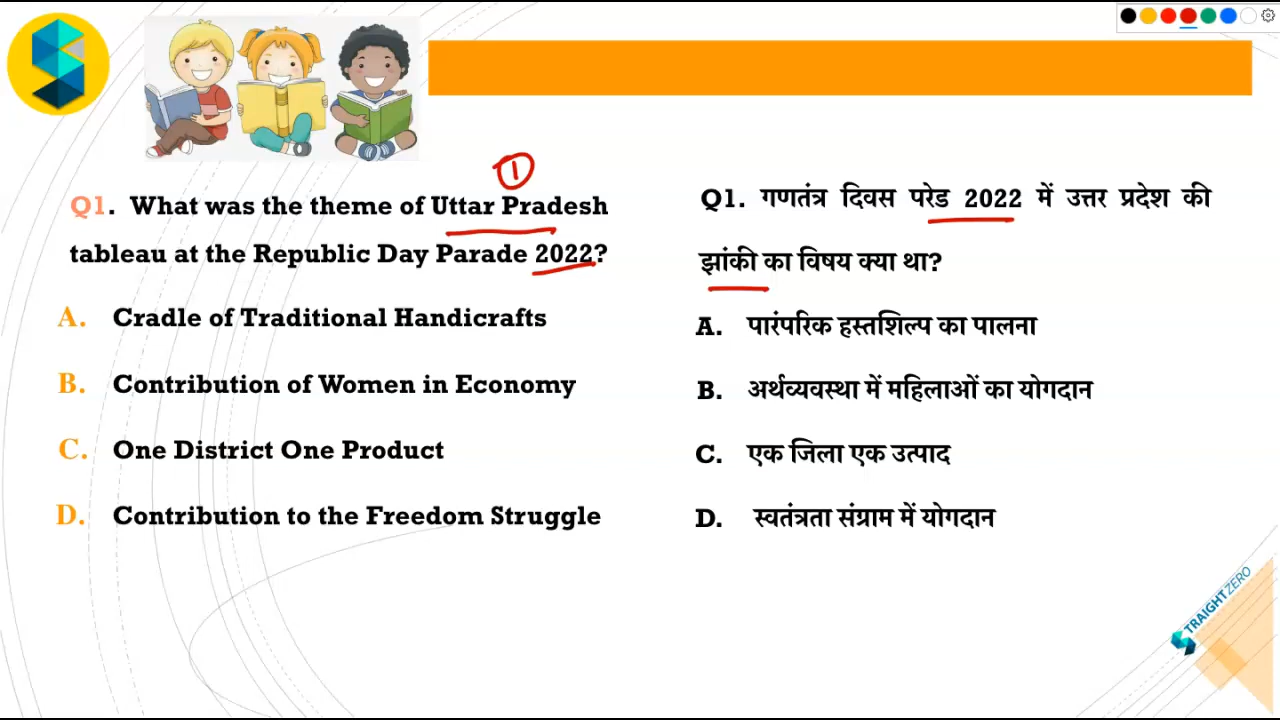 ①
Q1. What was the theme of Uttar Pradesh
tableau at the Republic Day Parade 2022?
A. Cradle of Traditional Handicrafts
B. Contribution of Women in Economy
C. One District One Product
D. Contribution to the Freedom Struggle
Q1. गणतंत्र दिवस परेड 2022 में उत्तर प्रदेश की
झांकी का विषय क्या था?
A. पारंपरिक हस्तशिल्प का पालना
B. अर्थव्यवस्था में महिलाओं का योगदान
C. एक जिला एक उत्पाद
D. स्वतंत्रता संग्राम में योगदान
TRAIGHTZERO